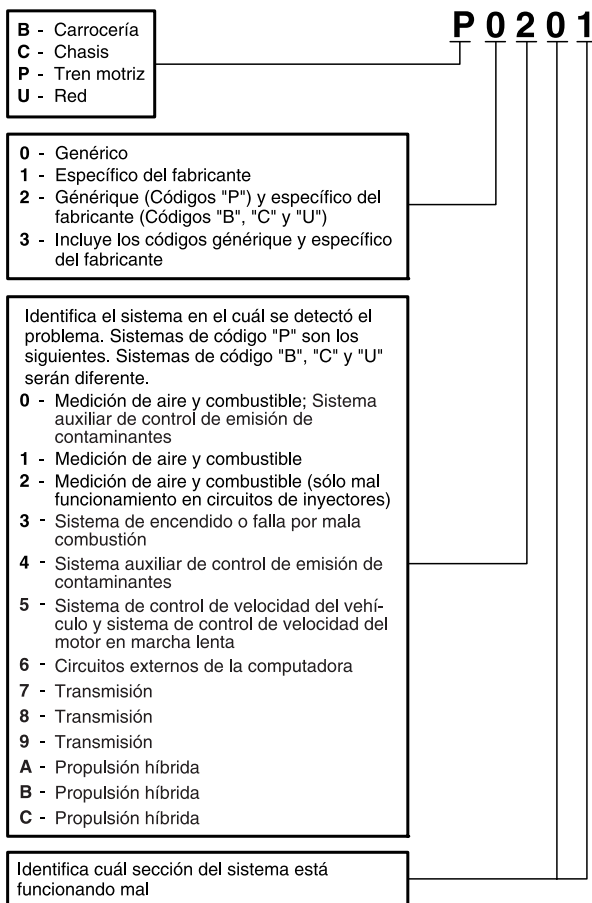 P 0 2 0 1
B - Carrocería
C - Chasis
P - Tren motriz
U - Red
0 - Genérico
1 - Específico del fabricante
2 - Générique (Códigos "P") y específico del
fabricante (Códigos "B", "C" y "U")
3 - Incluye los códigos générique y específico
del fabricante
Identifica el sistema en el cuál se detectó el
problema. Sistemas de código "P" son los
siguientes. Sistemas de código "B", "C" y "U"
serán diferente.
0 - Medición de aire y combustible; Sistema
auxiliar de control de emisión de
contaminantes
1 - Medición de aire y combustible
2 - Medición de aire y combustible (sólo mal
funcionamiento en circuitos de inyectores)
3 - Sistema de encendido o falla por mala
combustión
4 - Sistema auxiliar de control de emisión de
contaminantes
5 - Sistema de control de velocidad del vehí-
culo y sistema de control de velocidad del
motor en marcha lenta
6 - Circuitos externos de la computadora
7 - Transmisión
8 - Transmisión
9 - Transmisión
A - Propulsión híbrida
B - Propulsión híbrida
C - Propulsión híbrida
Identifica cuál sección del sistema está
funcionando mal